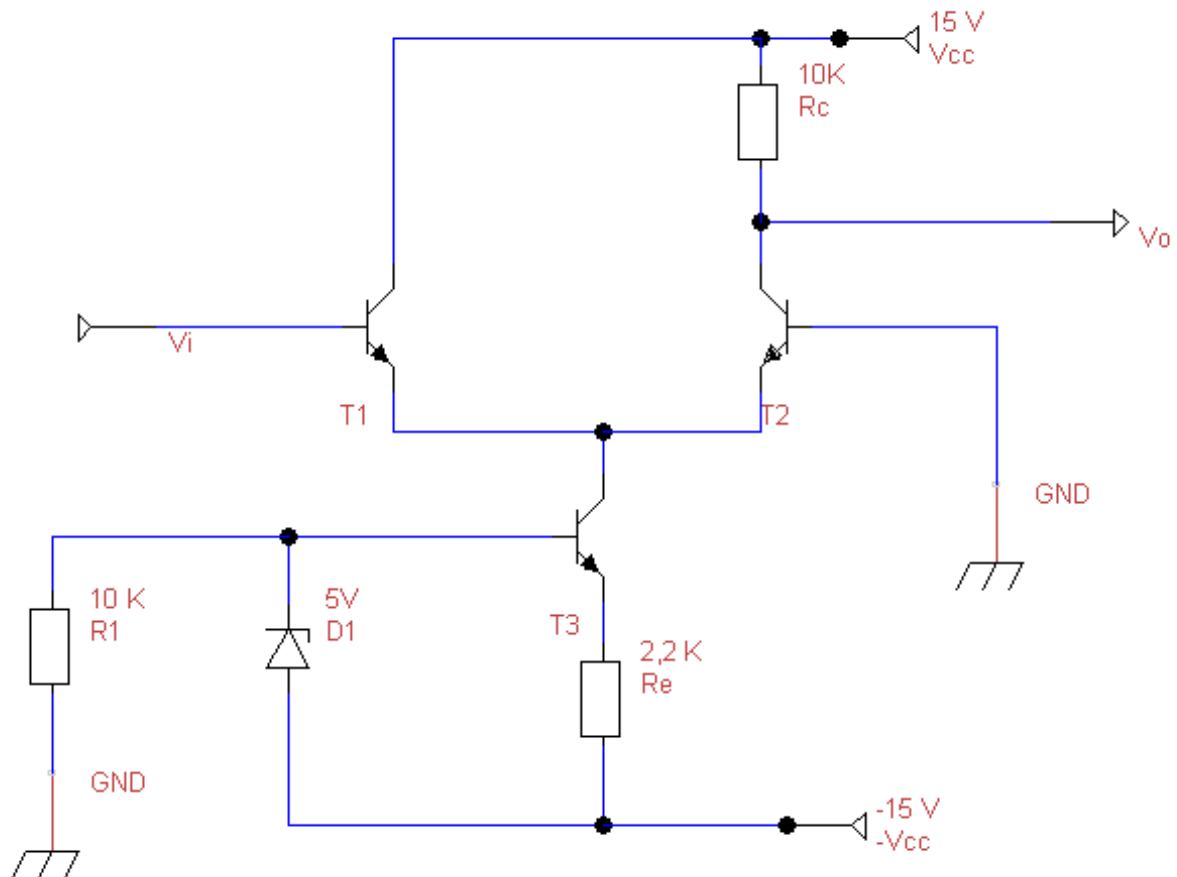 15 V
Vcc
10K
Rc
Vo
Vi
T1
T2
GND
10 K
R1
5V
D1
T3
2,2 K
Re
GND
-15 V
-Vcc